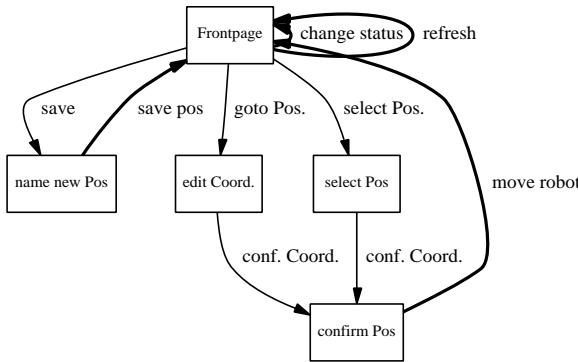 Frontpage
change status
refresh
save
save pos
goto Pos.
select Pos.
name new Pos
edit Coord.
select Pos
move robot
conf. Coord.
conf. Coord.
confirm Pos